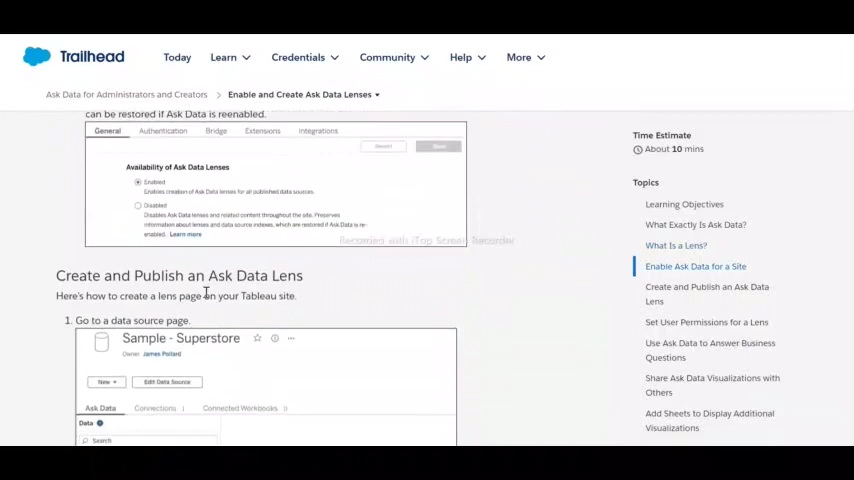 Trailhead
Today
Learn
Credentials
Community
Help
More
Ask Data for Administrators and Creators > Enable and Create Ask Data Lenses
can be restored if Ask Data is reenabled.
General
Authentication
Bridge
Extensions
Integrations
Availability of Ask Data Lenses
Enabled
Enables creation of Ask Data lenses for all published data sources.
Disabled
Disables Ask Data lenses and related content throughout the site. Preserves
information about lenses and data source indexes, which are restored if Ask Data is re-
enabled. Learn more
Recorded with iTop Screen Recorder
Create and Publish an Ask Data Lens
Here's how to create a lens page on your Tableau site.
1. Go to a data source page.
Sample - Superstore
Owner James Pollard
New
Edit Data Source
Ask Data
Connections 1
Connected Workbooks 0
Data
Search
Time Estimate
About 10 mins
Topics
Learning Objectives
What Exactly Is Ask Data?
What Is a Lens?
Enable Ask Data for a Site
Create and Publish an Ask Data
Lens
Set User Permissions for a Lens
Use Ask Data to Answer Business
Questions
Share Ask Data Visualizations with
Others
Add Sheets to Display Additional
Visualizations